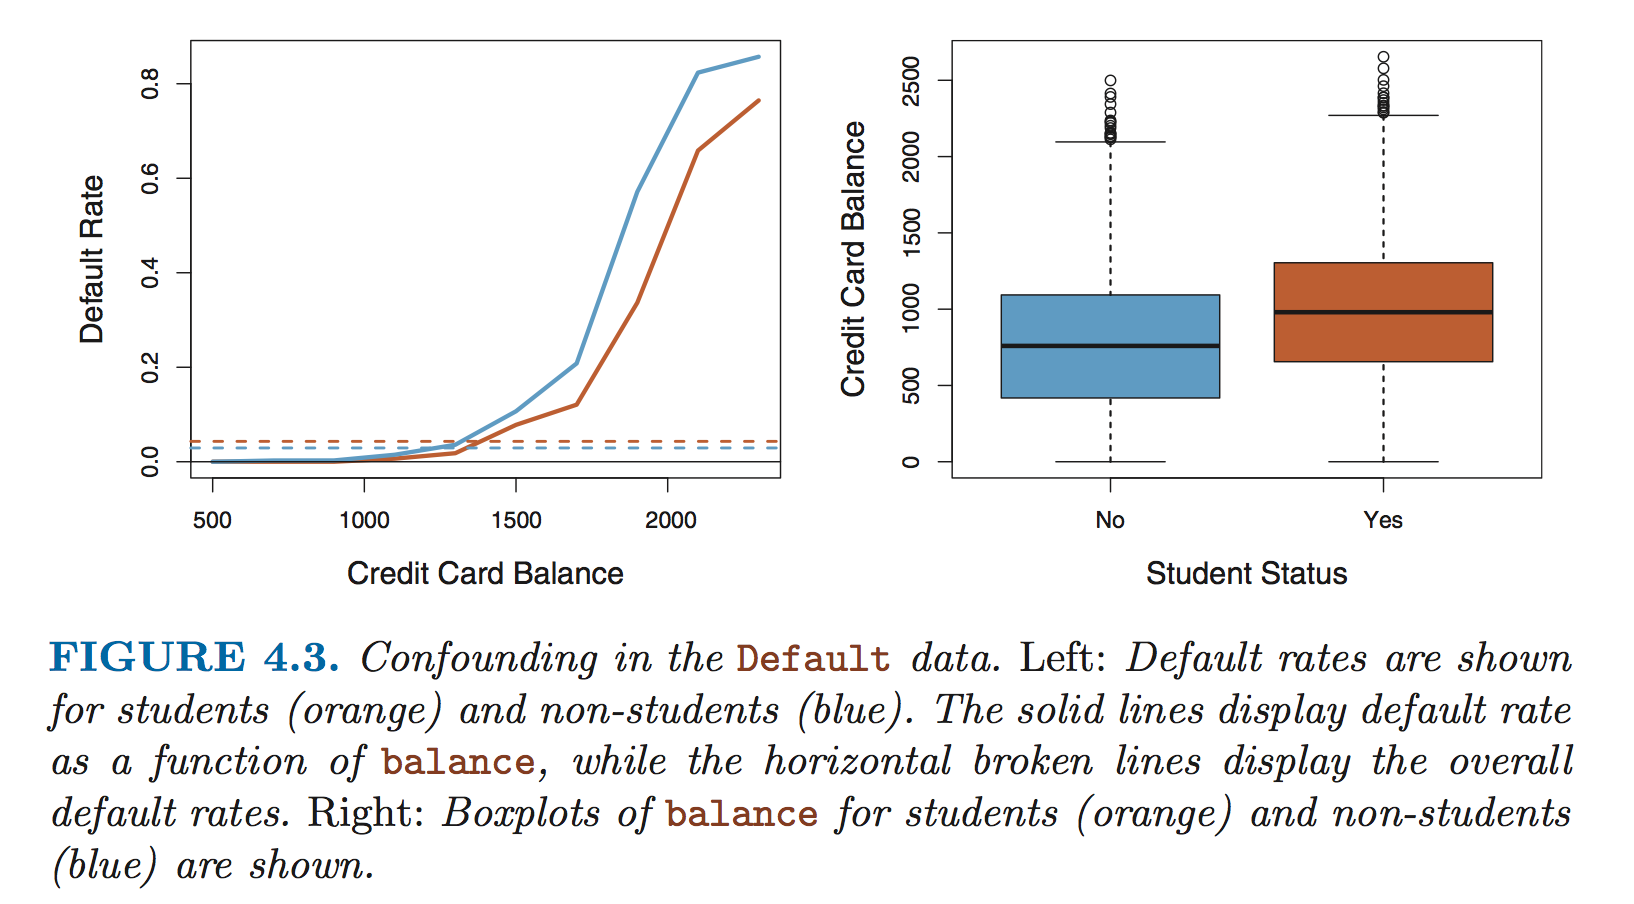 Default Rate
0.0
0.2
0.4
0.6
0.8
500 1000 1500 2000
Credit Card Balance
Credit Card Balance
0
500
1000
1500
2000
2500
No Yes
Student Status
FIGURE 4.3. Confounding in the Default data. Left: Default rates are shown
for students (orange) and non-students (blue). The solid lines display default rate
as a function of balance, while the horizontal broken lines display the overall
default rates. Right: Boxplots of balance for students (orange) and non-students
(blue) are shown.